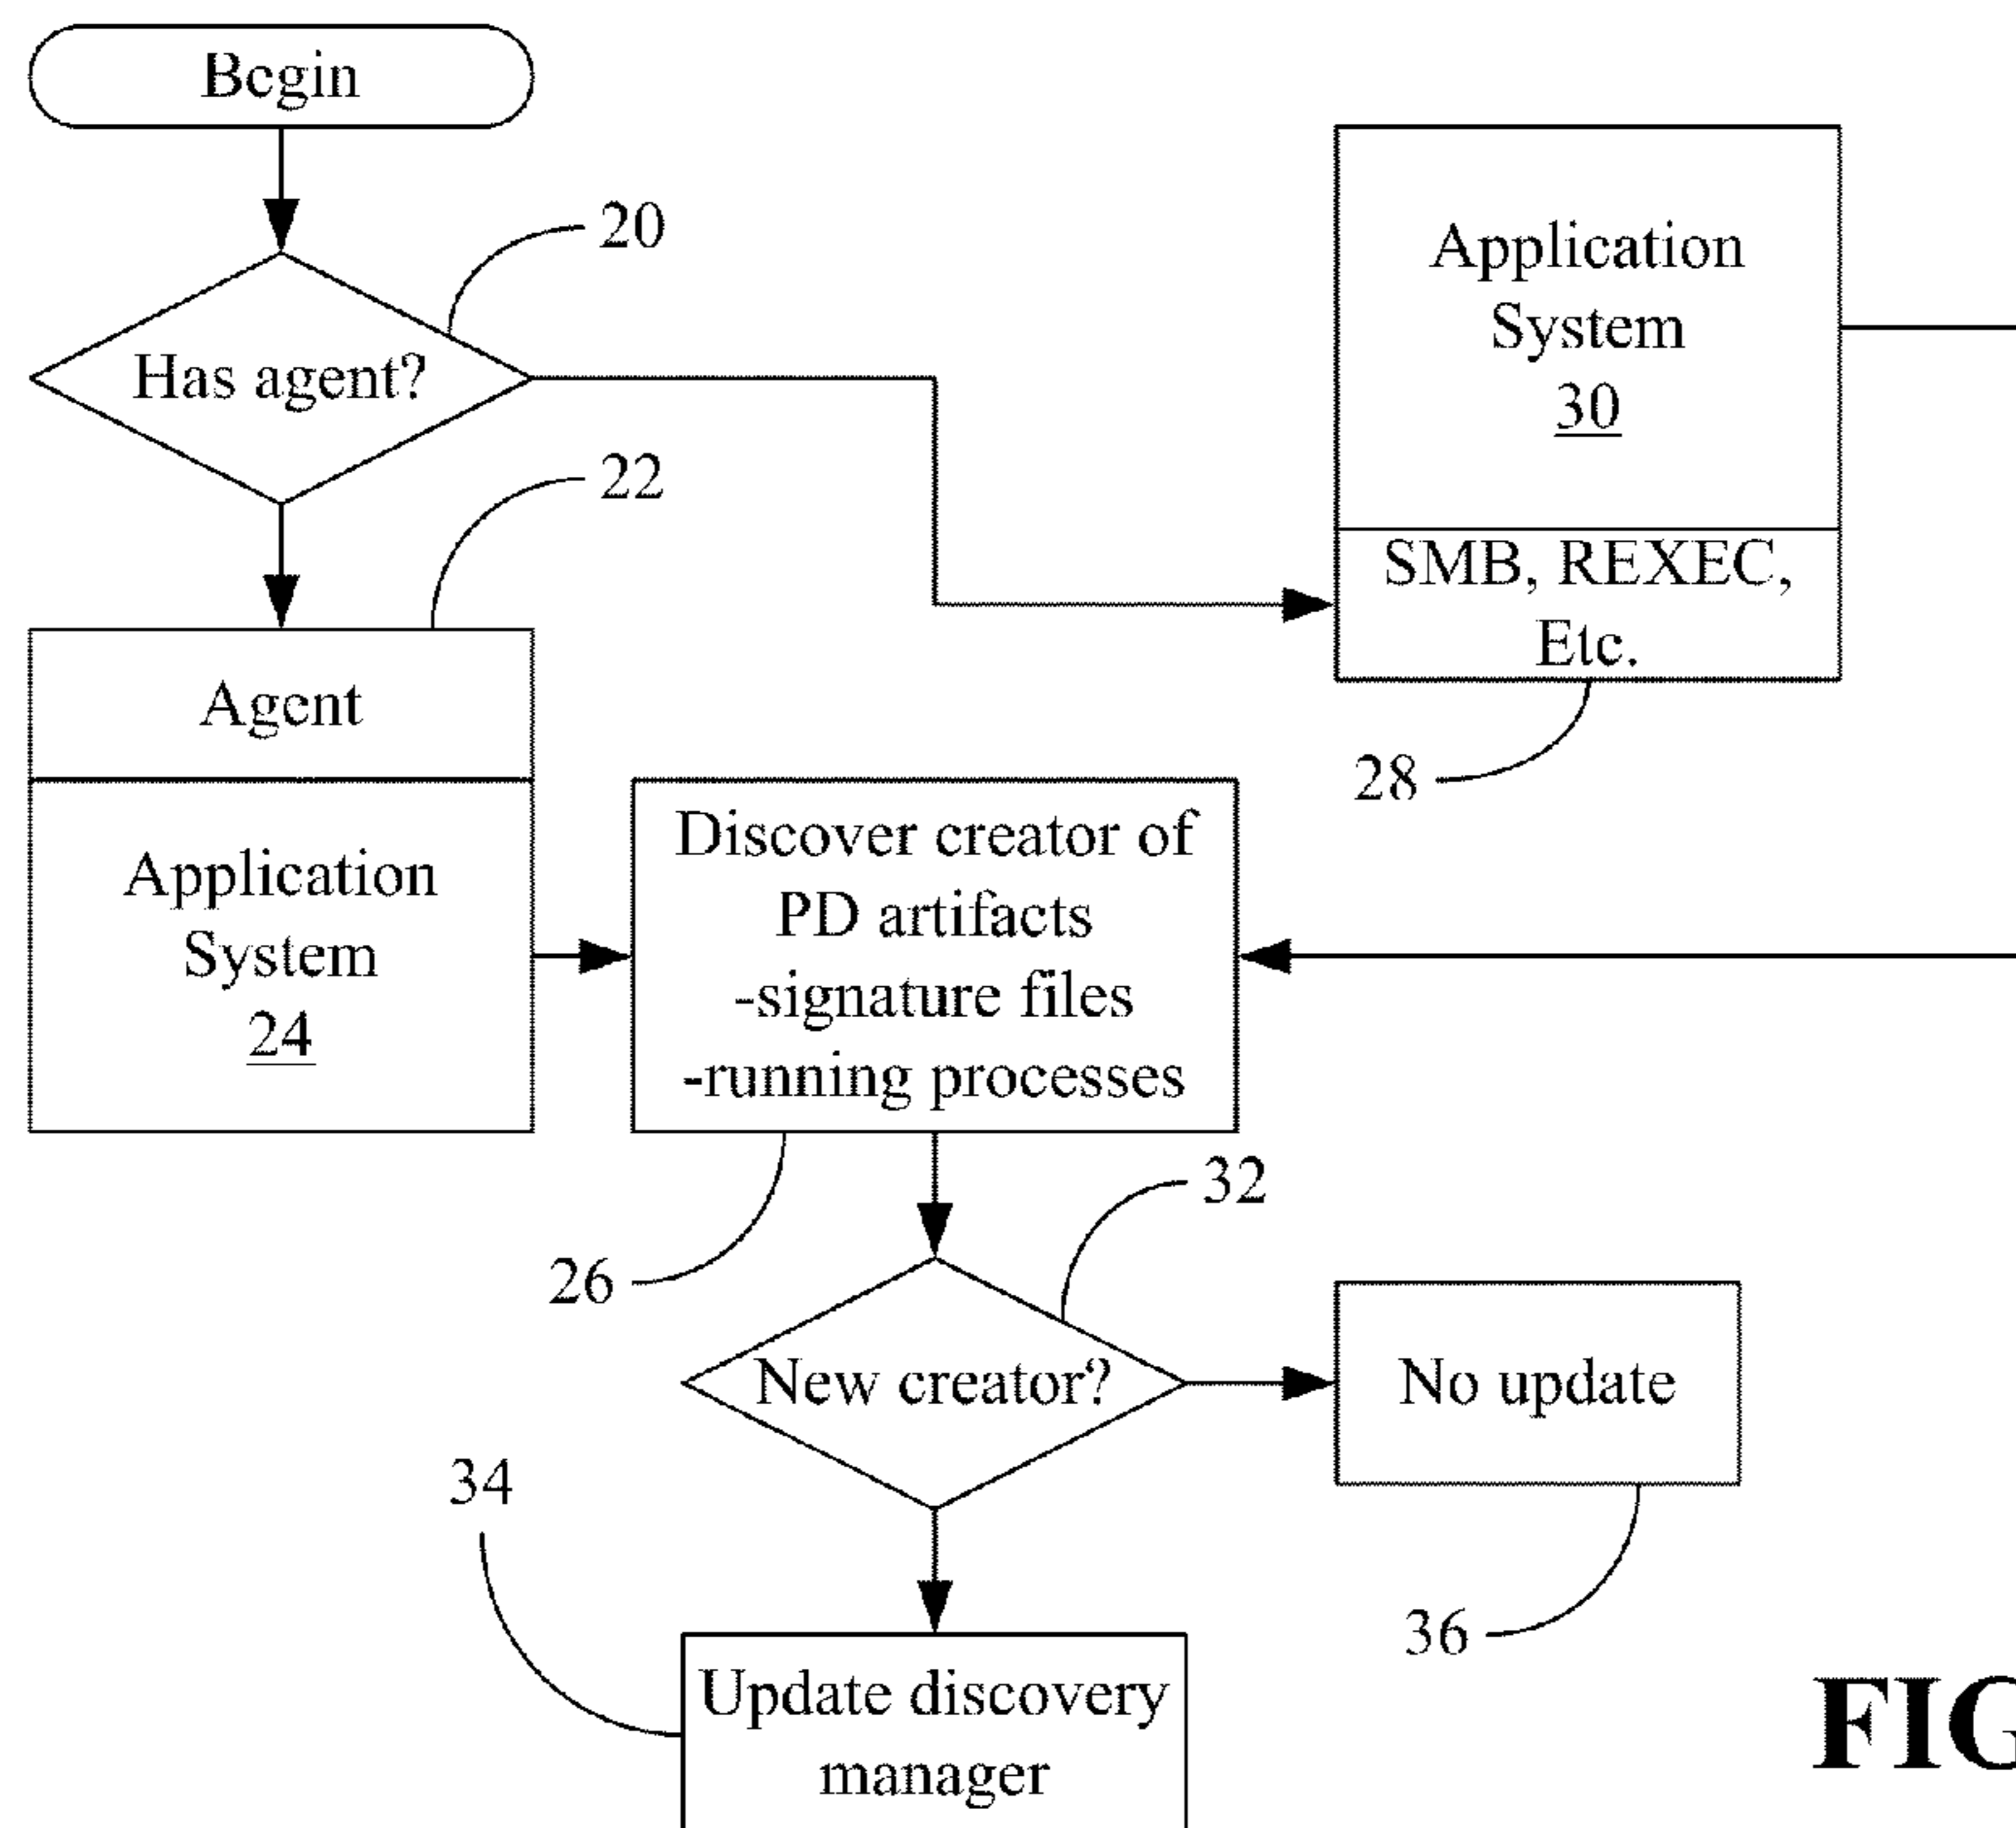 Begin
20
Has agent?
22
Agent
Application
System
24
Application
System
30
SMB, REXEC,
Etc.
28
Discover creator of
PD artifacts
-signature files
-running processes
26
32
New creator?
No update
36
34
Update discovery
manager
FIG